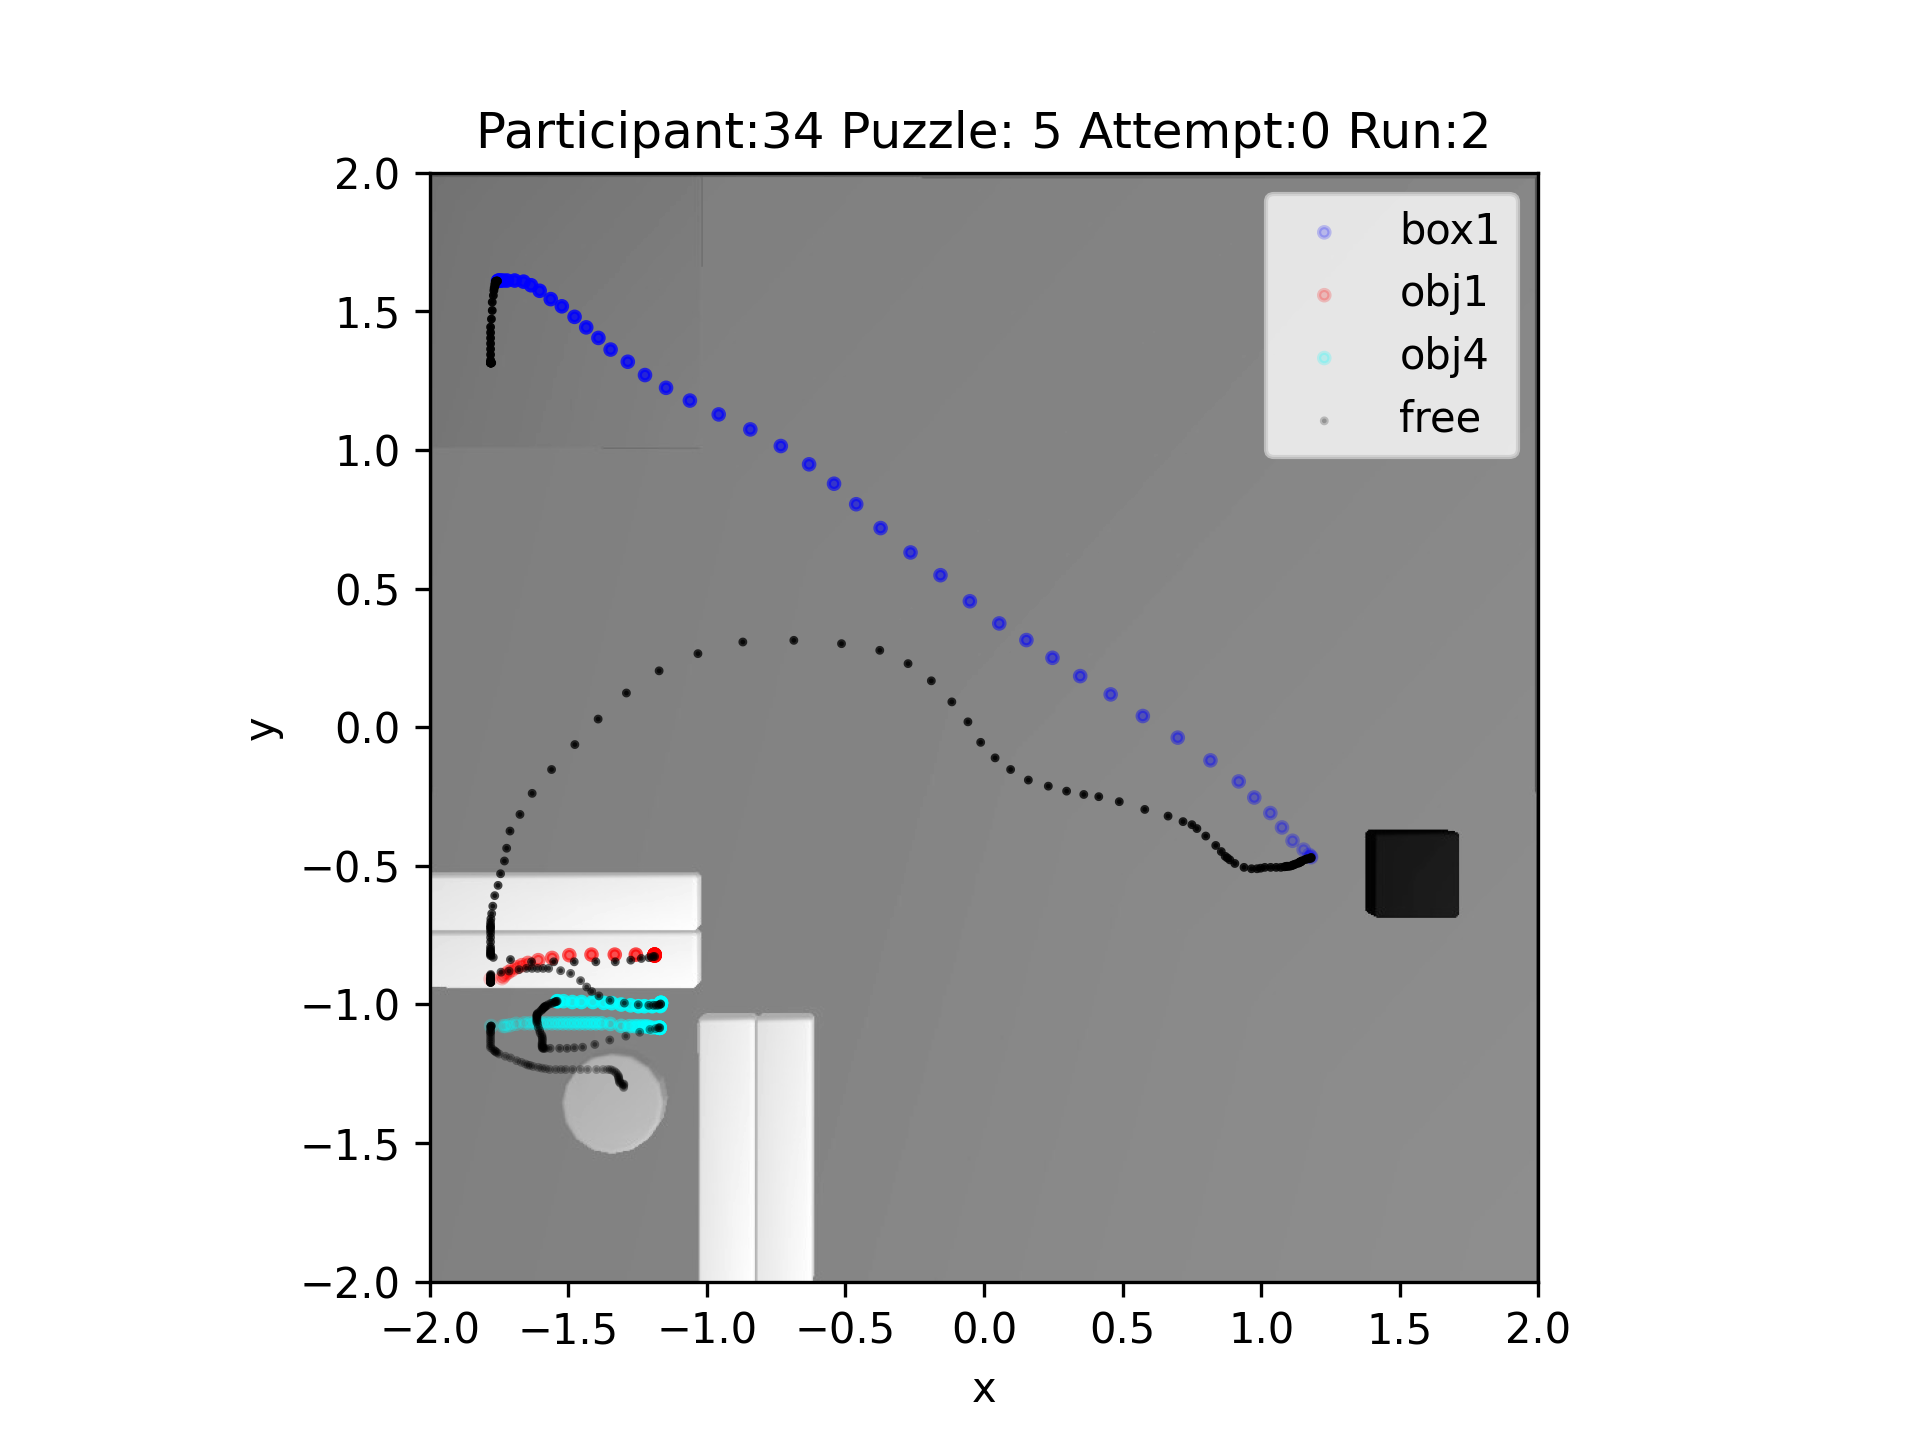 Participant:34 Puzzle: 5 Attempt:0 Run:2
2.0
1.5
1.0
0.5
0.0
−0.5
−1.0
−1.5
−2.0
y
box1
obj1
obj4
free
−2.0 −1.5 −1.0 −0.5 0.0 0.5 1.0 1.5 2.0
x